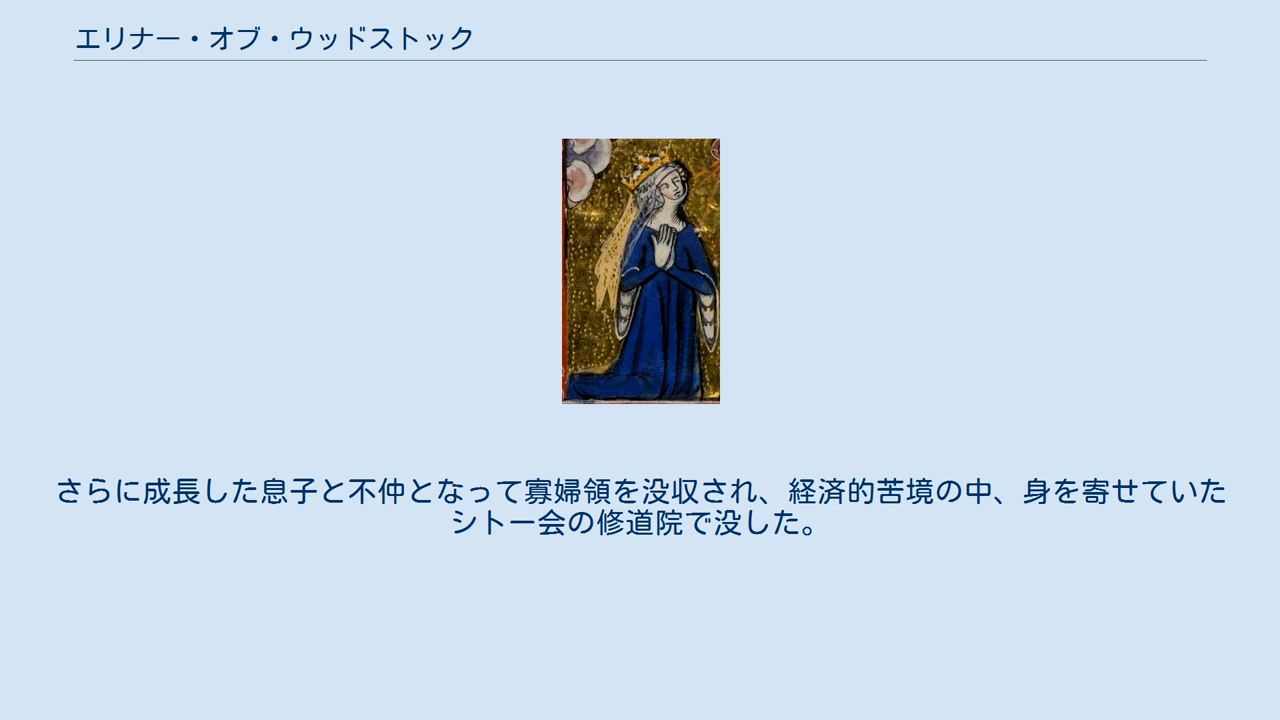 エリナー・オブ・ウッドストック
さらに成長した息子と不仲となって寡婦領を没収され、経済的苦境の中、身を寄せていた
シトー会の修道院で没した。